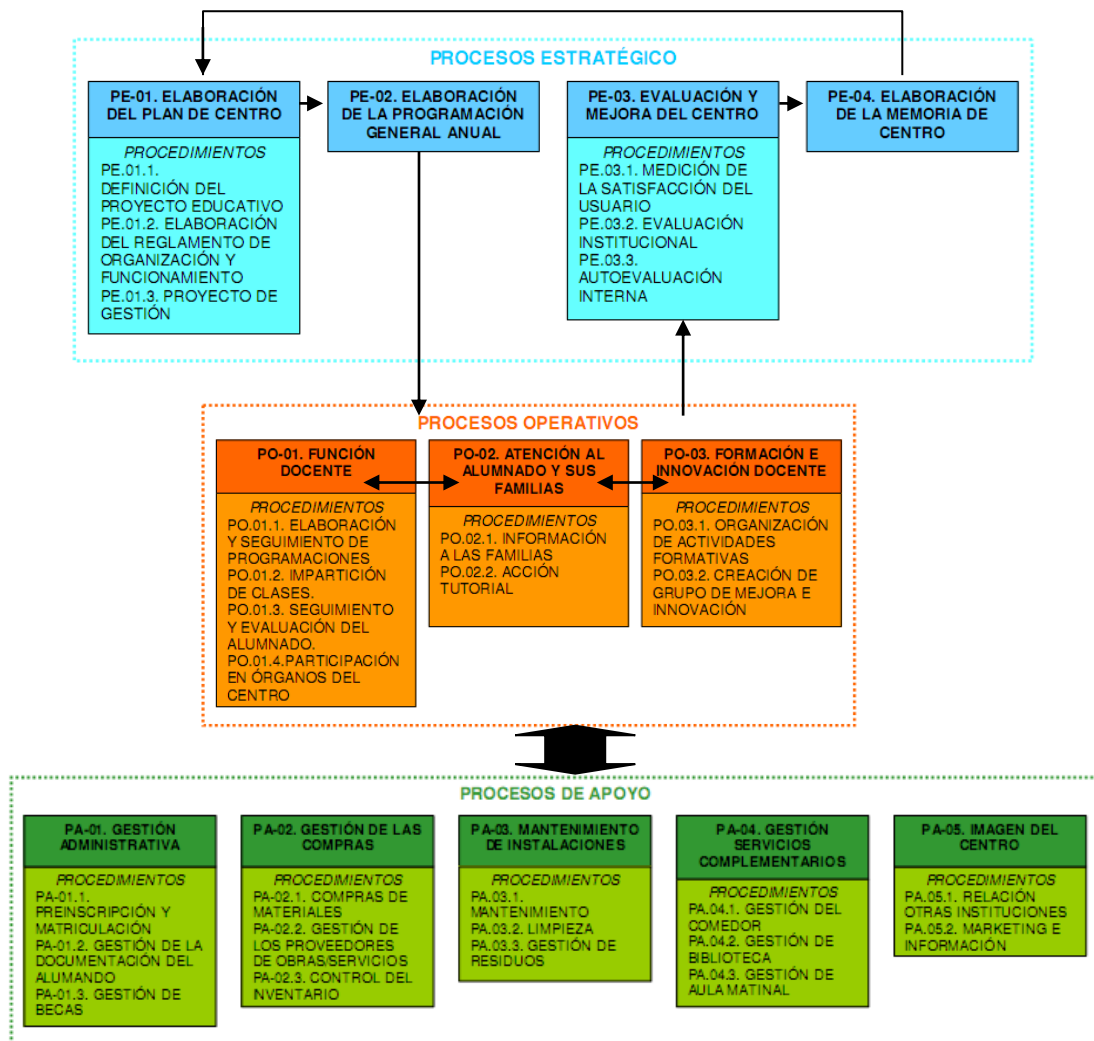 PROCESOS ESTRATÉGICO
PE-01. ELABORACIÓN
DEL PLAN DE CENTRO
PROCEDIMIENTOS
PE.01.1.
DEFINICIÓN DEL
PROYECTO EDUCATIVO
PE.01.2. ELABORACIÓN
DEL REGLAMENTO DE
ORGANIZACIÓN Y
FUNCIONAMIENTO
PE.01.3. PROYECTO DE
GESTIÓN
PE-02. ELABORACIÓN
DE LA PROGRAMACIÓN
GENERAL ANUAL
PE-03. EVALUACIÓN Y
MEJORA DEL CENTRO
PROCEDIMIENTOS
PE.03.1. MEDICIÓN DE
LA SATISFACCIÓN DEL
USUARIO
PE.03.2. EVALUACIÓN
INSTITUCIONAL
PE.03.3.
AUTOEVALUACIÓN
INTERNA
PE-04. ELABORACIÓN
DE LA MEMORIA DE
CENTRO
PROCESOS OPERATIVOS
PO-01. FUNCIÓN
DOCENTE
PROCEDIMIENTOS
PO.01.1. ELABORACIÓN
Y SEGUIMIENTO DE
PROGRAMACIONES
PO.01.2. IMPARTICIÓN
DE CLASES.
PO.01.3. SEGUIMIENTO
Y EVALUACIÓN DEL
ALUMNADO.
PO.01.4.PARTICIPACIÓN
EN ÓRGANOS DEL
CENTRO
PO-02. ATENCIÓN AL
ALUMNADO Y SUS
FAMILIAS
PROCEDIMIENTOS
PO.02.1. INFORMACIÓN
A LAS FAMILIAS
PO.02.2. ACCIÓN
TUTORIAL
PO-03. FORMACIÓN E
INNOVACIÓN DOCENTE
PROCEDIMIENTOS
PO.03.1. ORGANIZACIÓN
DE ACTIVIDADES
FORMATIVAS
PO.03.2. CREACIÓN DE
GRUPO DE MEJORA E
INNOVACIÓN
PROCESOS DE APOYO
PA-01. GESTIÓN
ADMINISTRATIVA
PROCEDIMIENTOS
PA-01.1.
PREINSCRIPCIÓN Y
MATRICULACIÓN
PA-01.2. GESTIÓN DE LA
DOCUMENTACIÓN DEL
ALUMANDO
PA-01.3. GESTIÓN DE
BECAS
PA-02. GESTIÓN DE LAS
COMPRAS
PROCEDIMIENTOS
PA-02.1. COMPRAS DE
MATERIALES
PA-02.2. GESTIÓN DE
LOS PROVEEDORES
DE OBRAS/SERVICIOS
PA-02.3. CONTROL DEL
INVENTARIO
PA-03. MANTENIMIENTO
DE INSTALACIONES
PROCEDIMIENTOS
PA.03.1.
MANTENIMIENTO
PA.03.2. LIMPIEZA
PA.03.3. GESTIÓN DE
RESIDUOS
PA-04. GESTIÓN
SERVICIOS
COMPLEMENTARIOS
PROCEDIMIENTOS
PA.04.1. GESTIÓN DEL
COMEDOR
PA.04.2. GESTIÓN DE
BIBLIOTECA
PA.04.3. GESTIÓN DE
AULA MATINAL
PA-05. IMAGEN DEL
CENTRO
PROCEDIMIENTOS
PA.05.1. RELACIÓN
OTRAS INSTITUCIONES
PA.05.2. MARKETING E
INFORMACIÓN